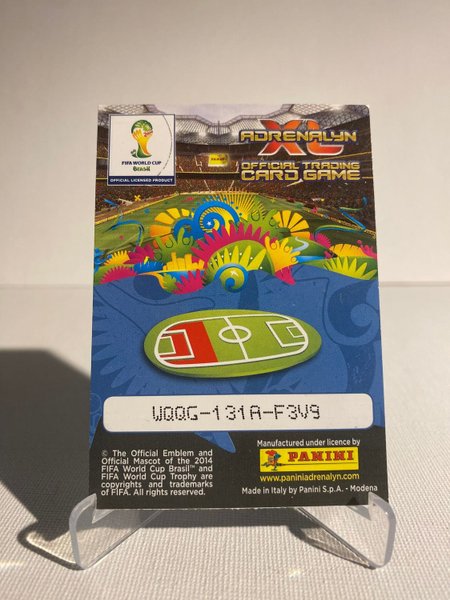 FIFA WORLD CUP
BRASIL
OFFICIAL LICENSED PRODUCT
ADRENALYN
XL
OFFICIAL TRADING
CARD GAME
WQQG-131A-F3V9
© The Official Emblem and
Official Mascot of the 2014
FIFA World Cup Brasil™ and
FIFA World Cup Trophy are
copyrights and trademarks
of FIFA. All rights reserved.
Manufactured under licence by
PANINI
www.paniniadrenalyn.com
Made in Italy by Panini S.p.A. - Modena